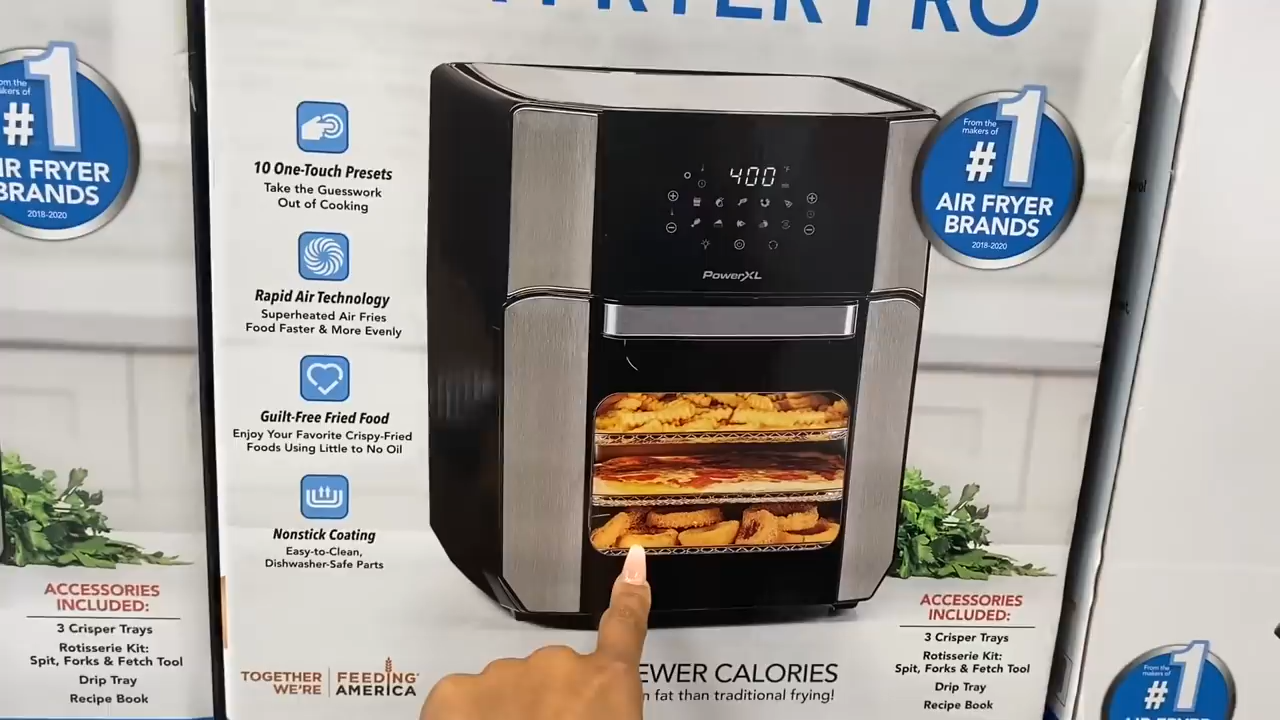 FRYER PRO
10 One-Touch Presets
Take the Guesswork
Out of Cooking
Rapid Air Technology
Superheated Air Fries
Food Faster & More Evenly
Guilt-Free Fried Food
Enjoy Your Favorite Crispy-Fried
Foods Using Little to No Oil
Nonstick Coating
Easy-to-Clean,
Dishwasher-Safe Parts
TOGETHER
WE'RE
FEEDING
AMERICA
400
PowerXL
From the
makers of
#1
AIR FRYER
BRANDS
2018-2020
ACCESSORIES
INCLUDED:
3 Crisper Trays
Rotisserie Kit:
Spit, Forks & Fetch Tool
Drip Tray
Recipe Book
EWER CALORIES
fat than traditional frying!
#1
IR FRYER
BRANDS
2018-2020
ACCESSORIES
INCLUDED:
3 Crisper Trays
Rotisserie Kit:
Spit, Forks & Fetch Tool
Drip Tray
Recipe Book
From the
makers of
#1